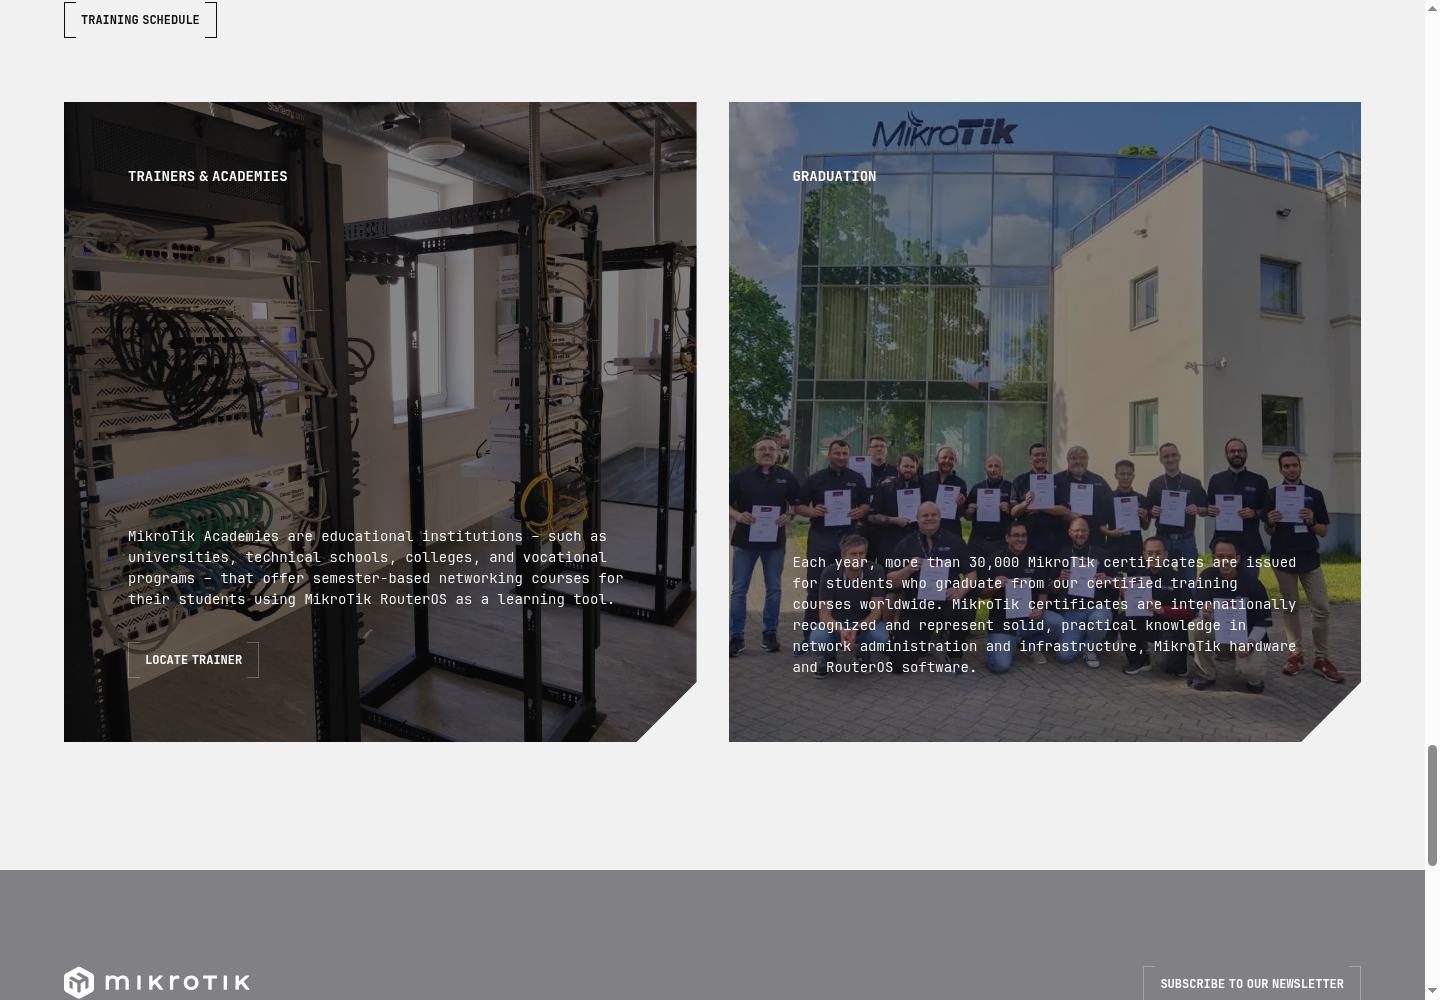 TRAINING SCHEDULE
TRAINERS & ACADEMIES
MikroTik Academies are educational institutions – such as
universities, technical schools, colleges, and vocational
programs – that offer semester-based networking courses for
their students using MikroTik RouterOS as a learning tool.
LOCATE TRAINER
MikroTik
GRADUATION
Each year, more than 30,000 MikroTik certificates are issued
for students who graduate from our certified training
courses worldwide. MikroTik certificates are internationally
recognized and represent solid, practical knowledge in
network administration and infrastructure, MikroTik hardware
and RouterOS software.
MIKROTIK
SUBSCRIBE TO OUR NEWSLETTER